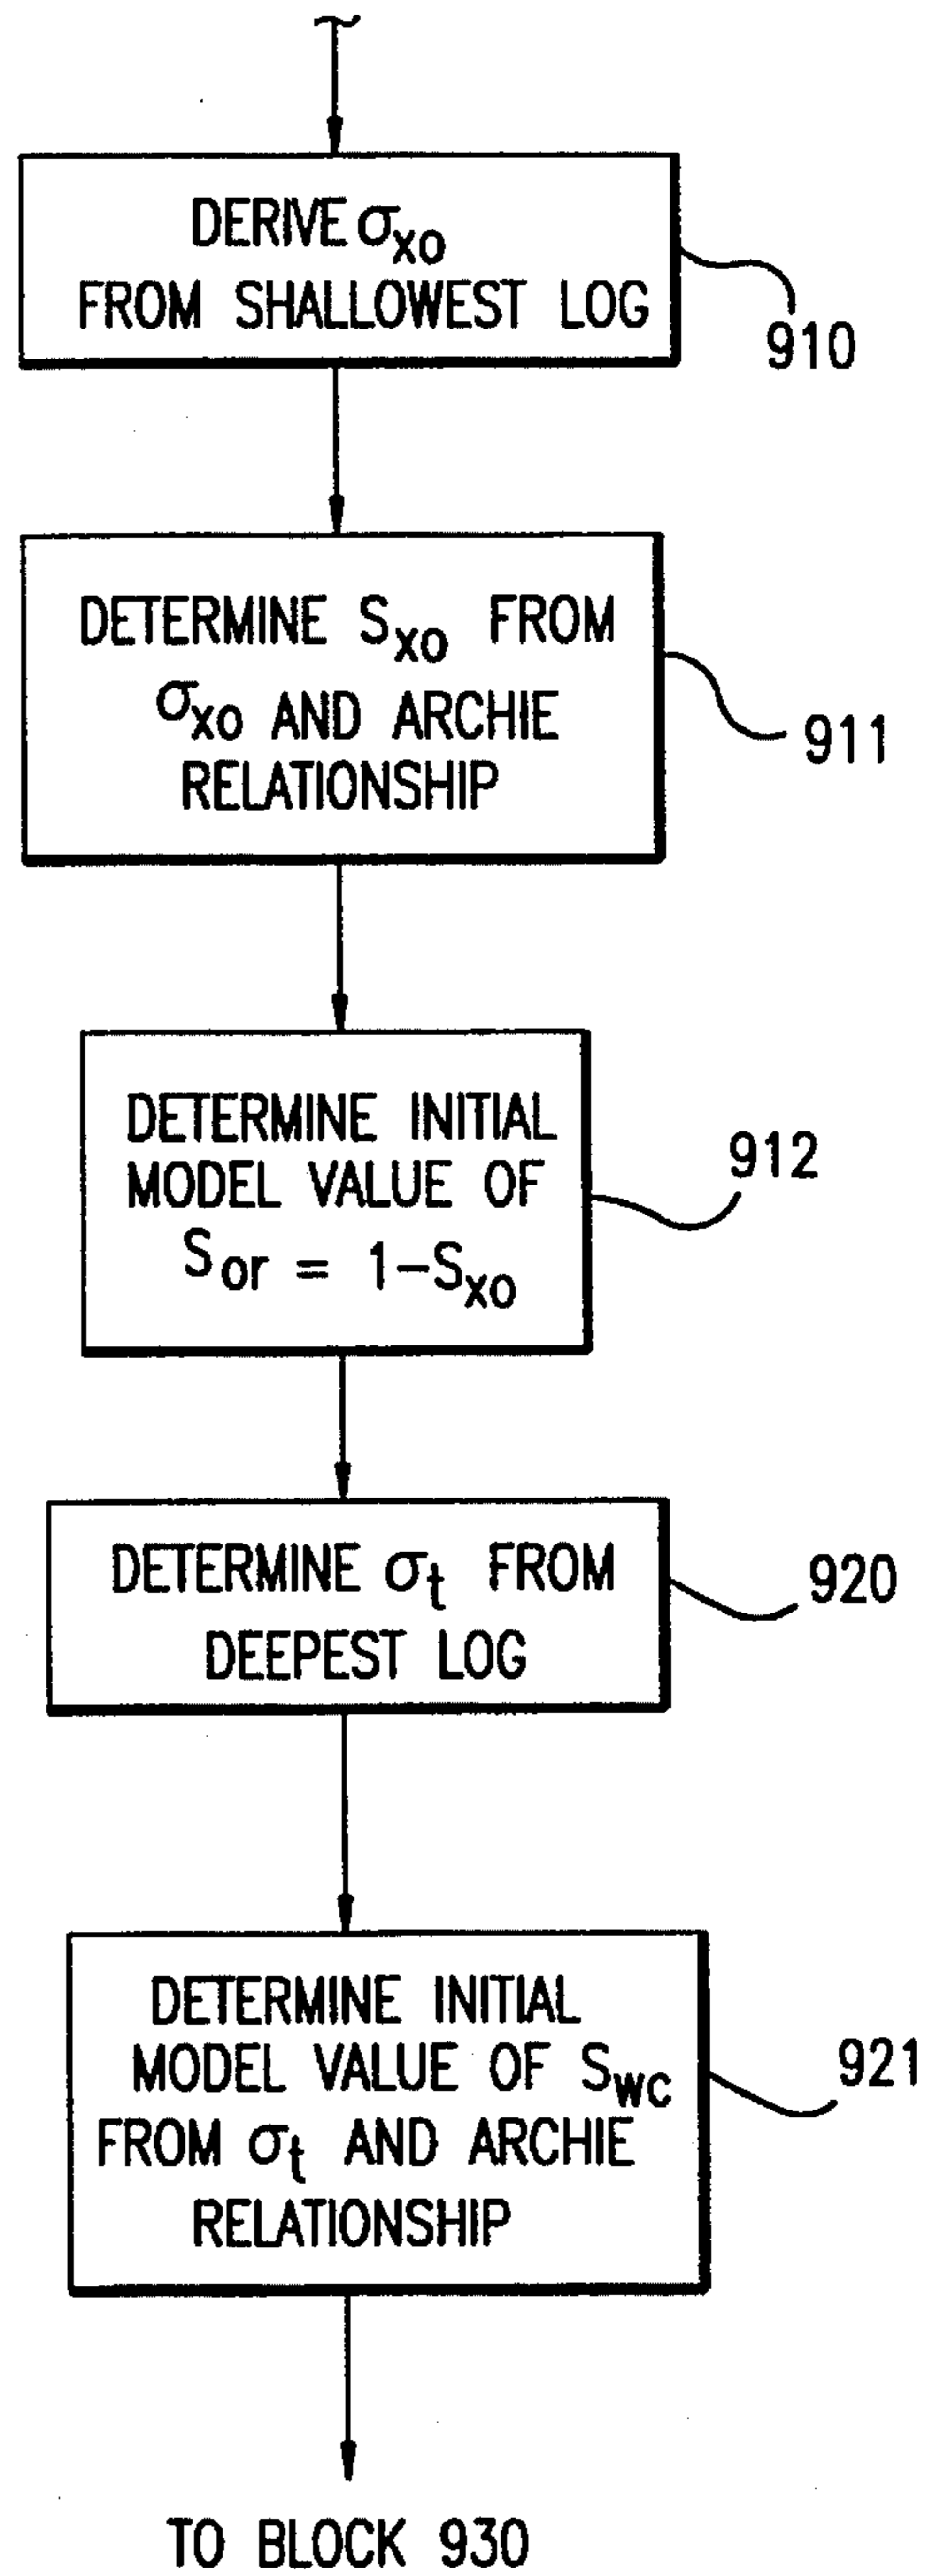 DERIVE σxo
FROM SHALLOWEST LOG
910
DETERMINE Sxo FROM
σxo AND ARCHIE
RELATIONSHIP
911
DETERMINE INITIAL
MODEL VALUE OF
Sor = 1-Sxo
912
DETERMINE σt FROM
DEEPEST LOG
920
DETERMINE INITIAL
MODEL VALUE OF Swc
FROM σt AND ARCHIE
RELATIONSHIP
921
TO BLOCK 930